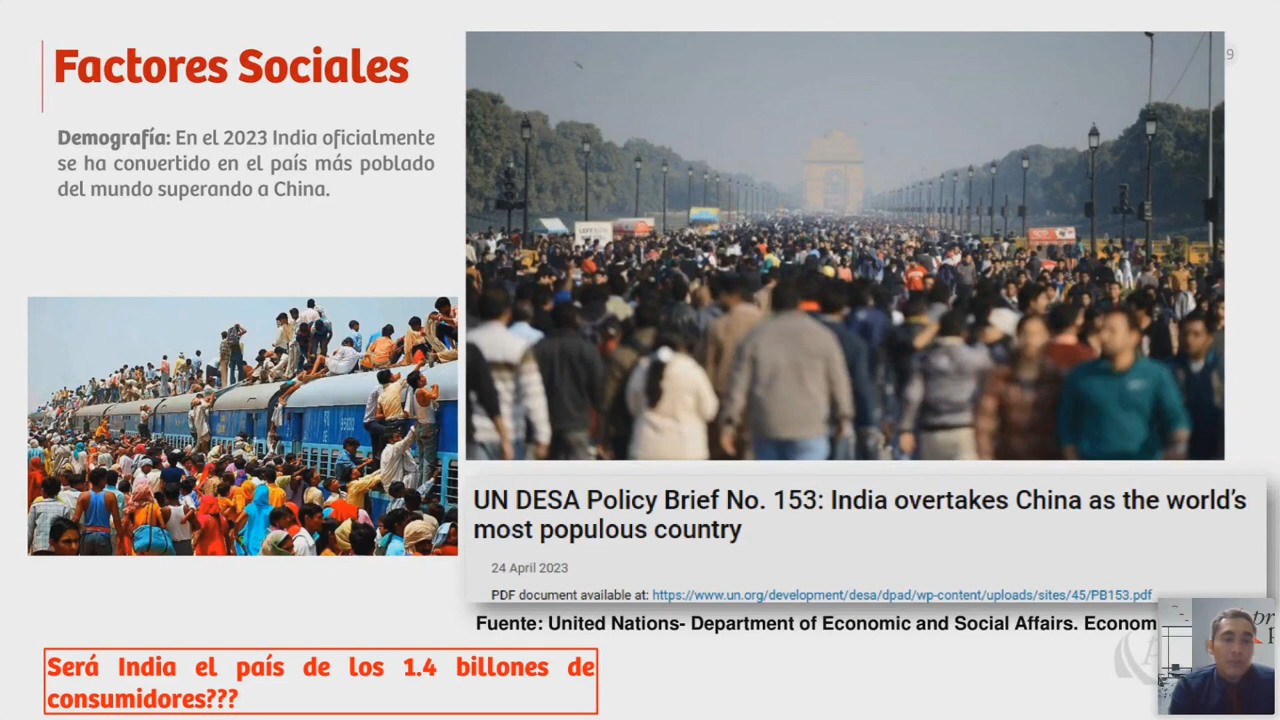 Factores Sociales
9
Demografía: En el 2023 India oficialmente
se ha convertido en el país más poblado
del mundo superando a China.
UN DESA Policy Brief No. 153: India overtakes China as the world's
most populous country
24 April 2023
PDF document available at: https://www.un.org/development/desa/dpad/wp-content/uploads/sites/45/PB153.pdf
Fuente: United Nations- Department of Economic and Social Affairs. Econom
Será India el país de los 1.4 billones de
consumidores???